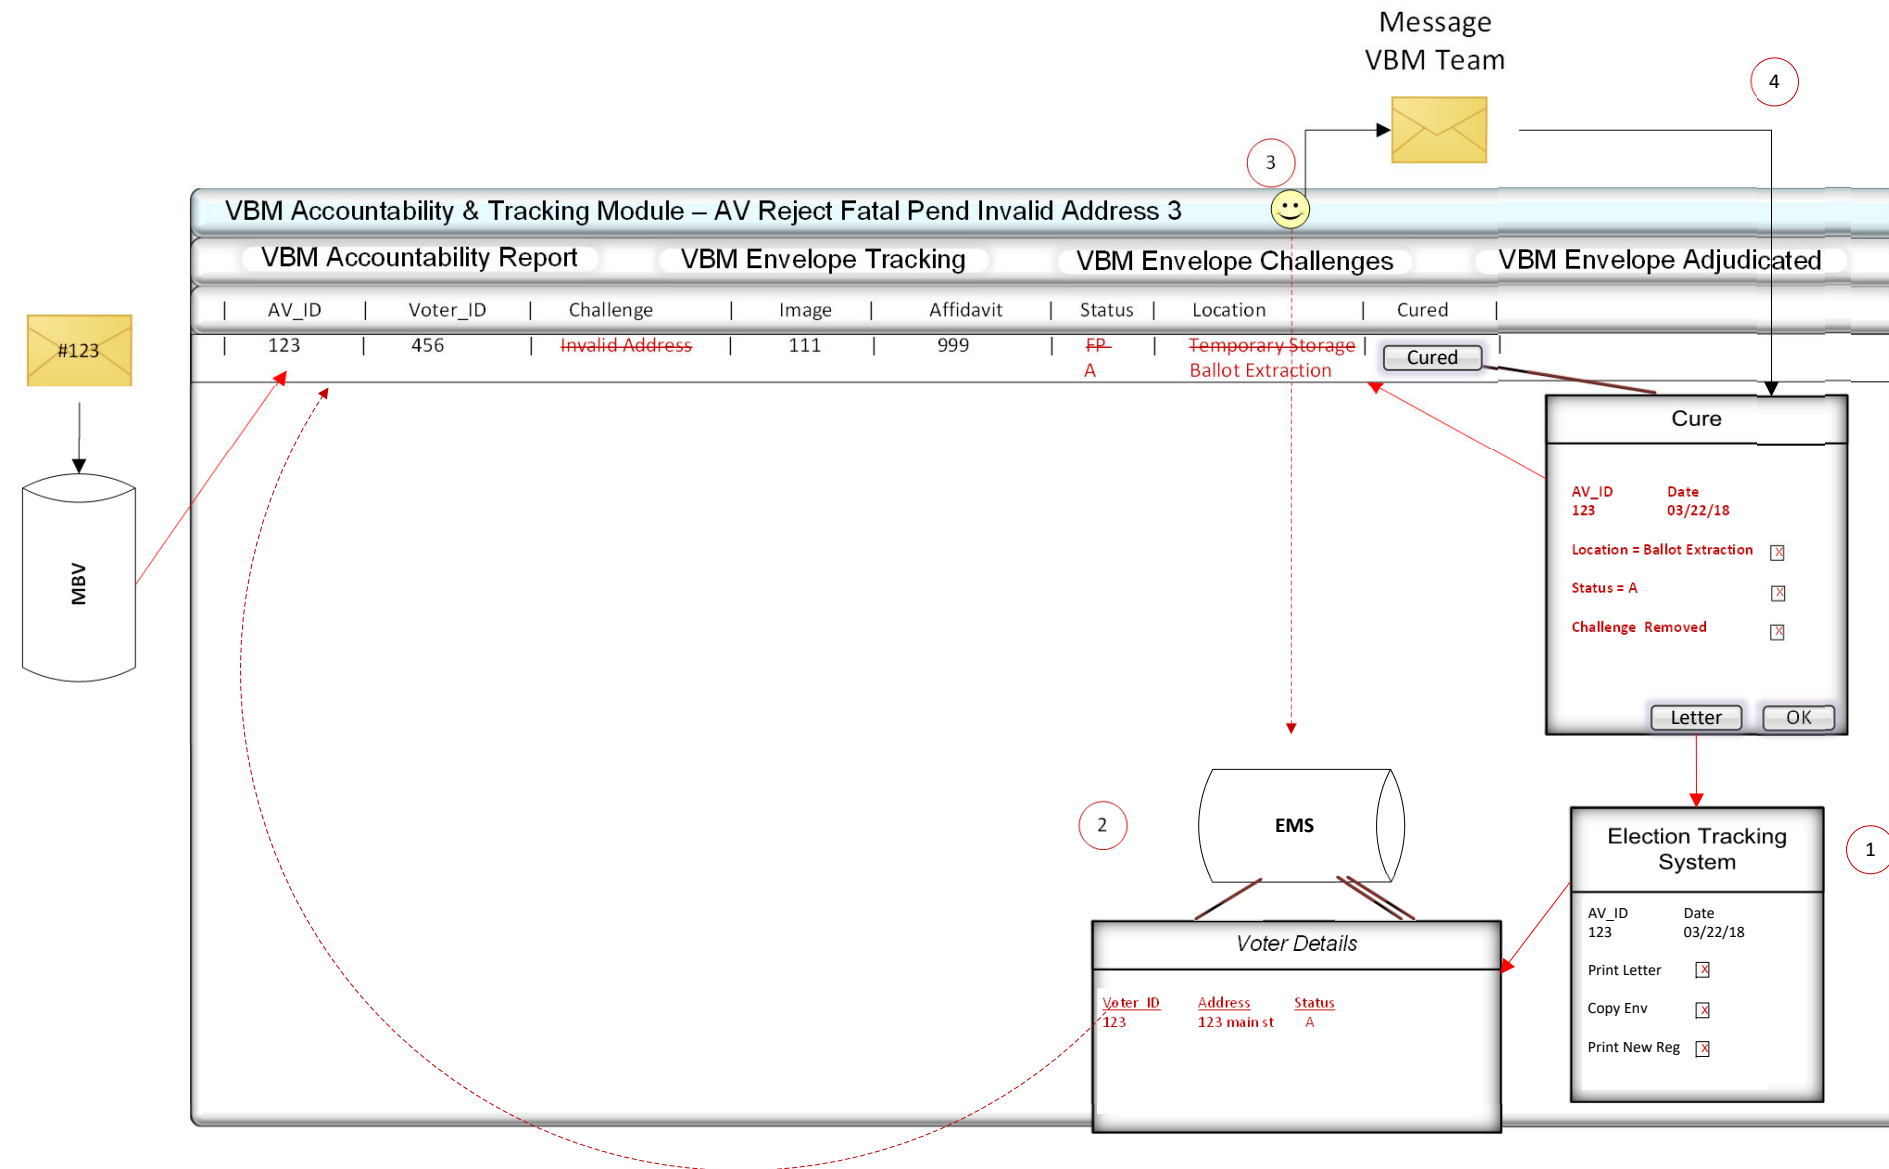 Message
VBM Team
4
3
VBM Accountability & Tracking Module – AV Reject Fatal Pend Invalid Address 3
VBM Accountability Report VBM Envelope Tracking VBM Envelope Challenges VBM Envelope Adjudicated
| AV_ID | Voter_ID | Challenge | Image | Affidavit | Status | Location | Cured |
#123
| 123 | 456 | Invalid Address | 111 | 999 | FP | Temporary Storage | Cured |
A Ballot Extraction
Cure
AV_ID Date
123 03/22/18
Location = Ballot Extraction X
Status = A X
Challenge Removed X
Letter OK
MBV
EMS
2
1
Election Tracking
System
AV_ID Date
123 03/22/18
Print Letter X
Copy Env X
Print New Reg X
Voter Details
Voter_ID Address Status
123 123 main st A